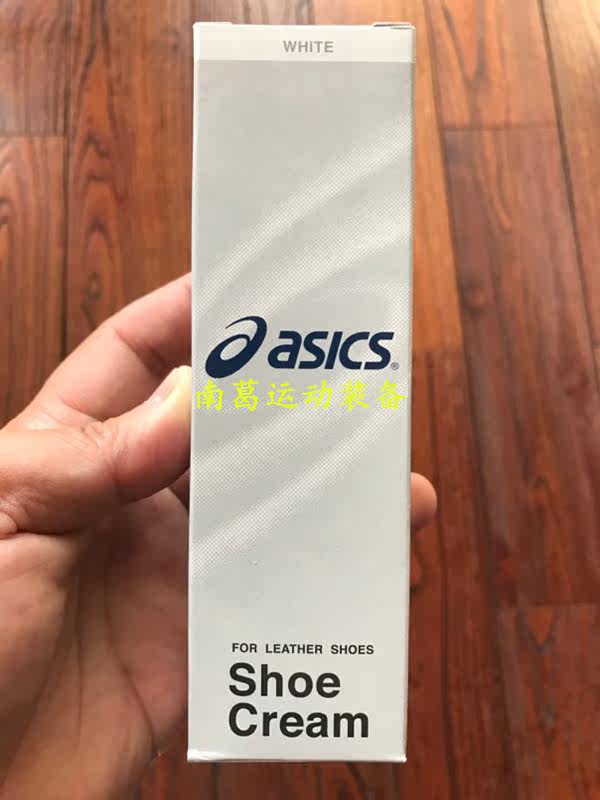 WHITE
asics®
南葛运动装备
FOR LEATHER SHOES
Shoe
Cream